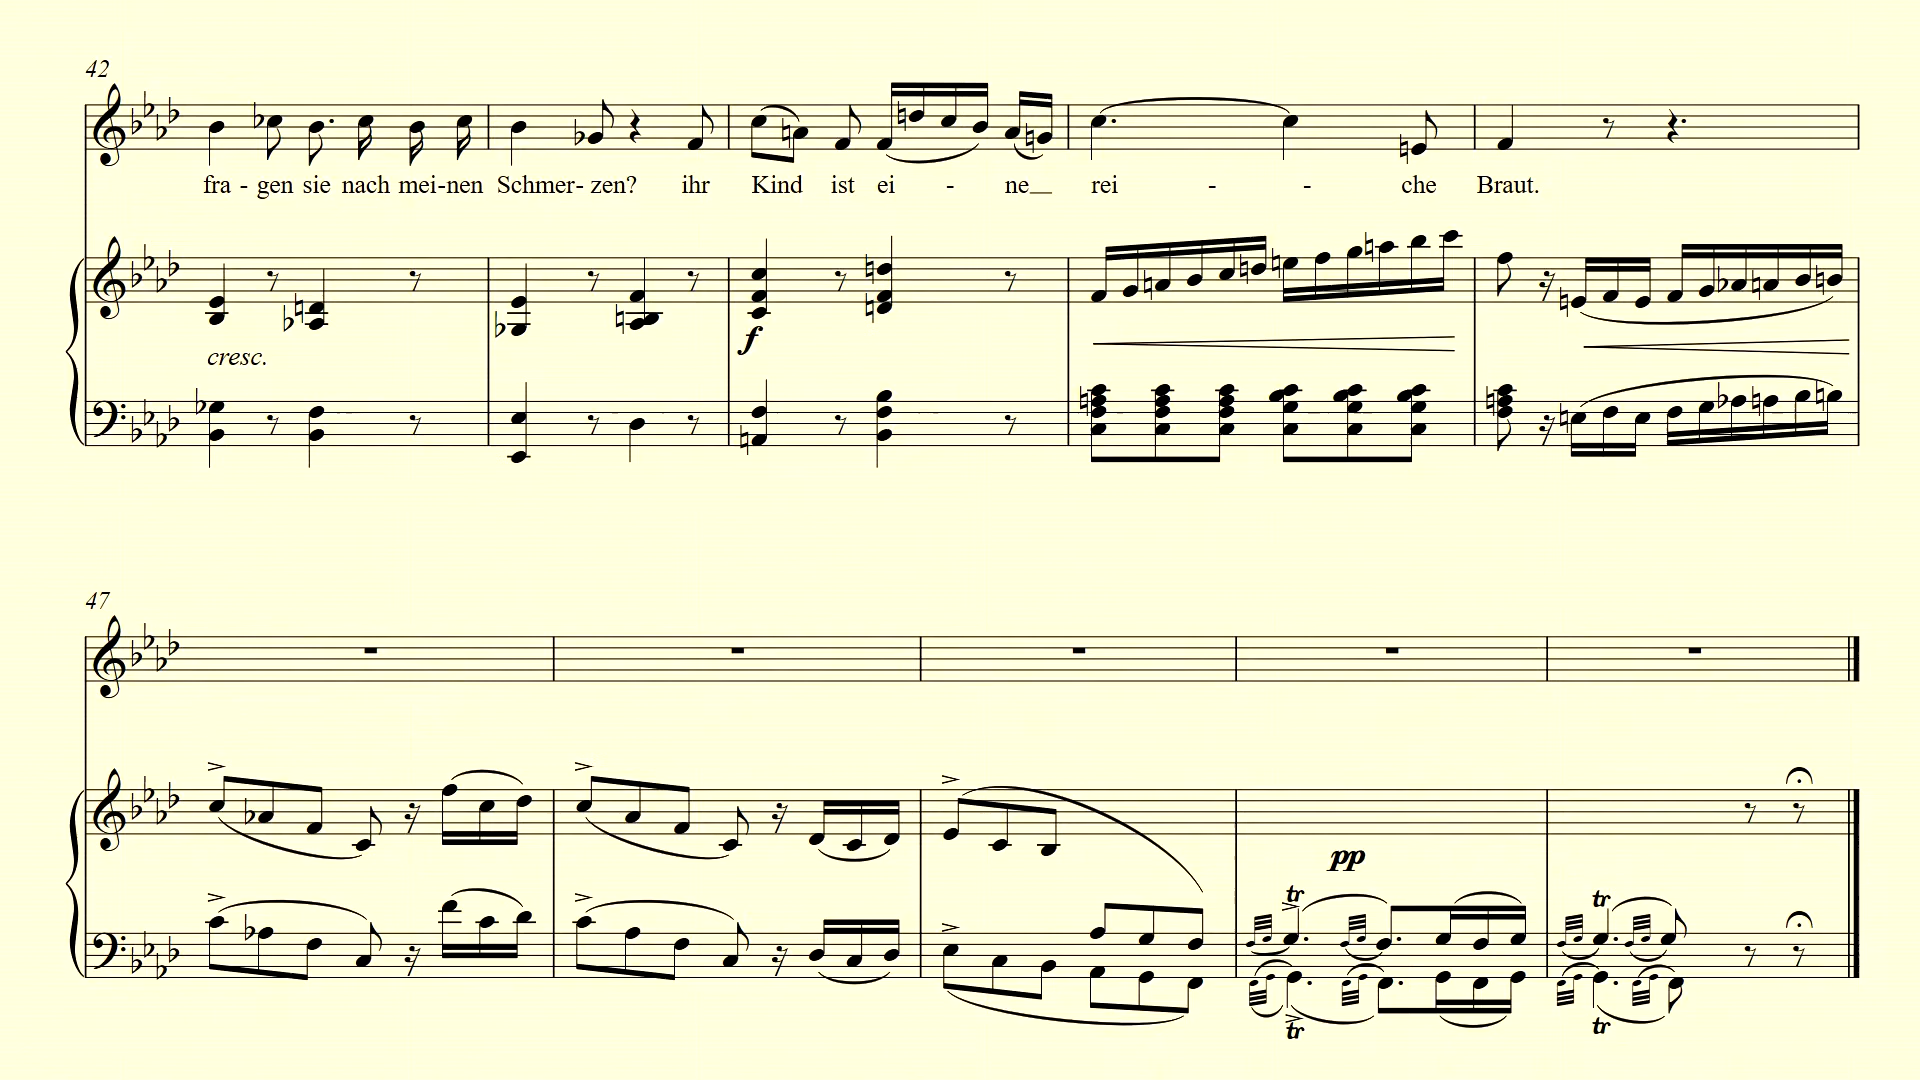 42
fra - gen sie nach mei-nen Schmer- zen? ihr Kind ist ei - ne__ rei - - che Braut.
f
cresc.
47
pp
tr tr
tr tr